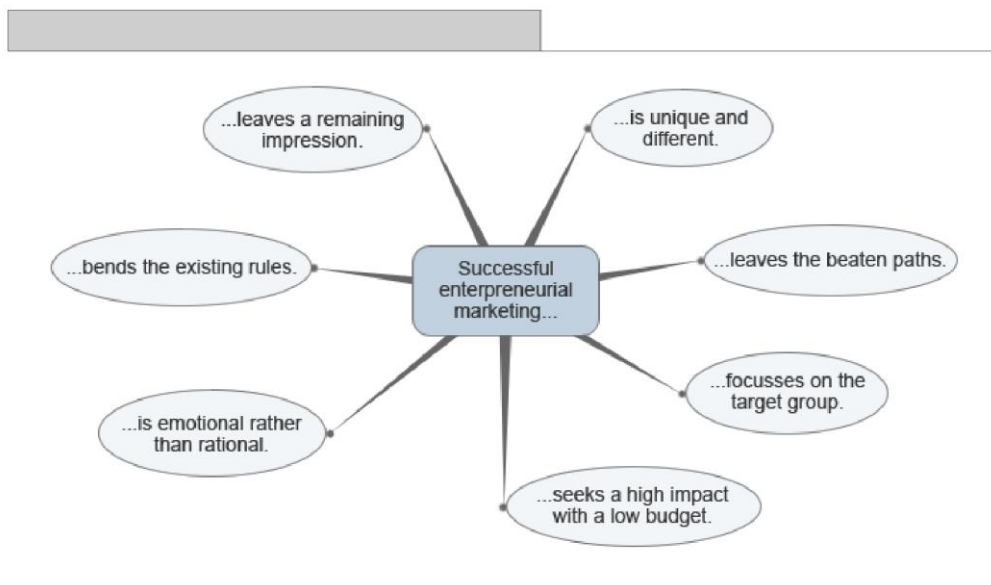 ...leaves a remaining
impression.
...is unique and
different.
...bends the existing rules.
Successful
enterpreneurial
marketing...
...leaves the beaten paths.
...focusses on the
target group.
...is emotional rather
than rational.
...seeks a high impact
with a low budget.